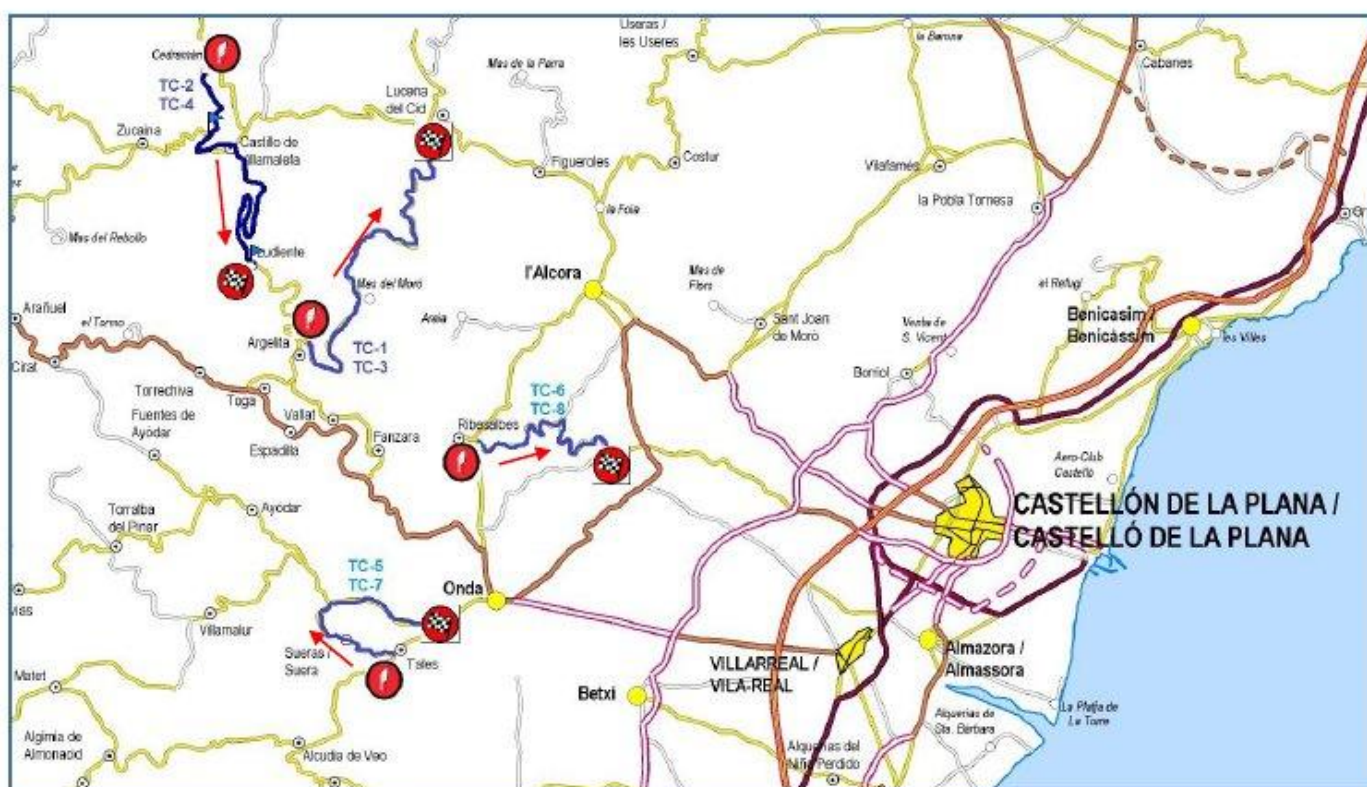 Useras /
les Useres
la Barona
Cabanes
Cedramán
TC-2
TC-4
Mas de la Parra
Lucena
del Cid
Zucaina
Castillo de
Villamalefa
Figueroles
Costur
Vilafamés
la Foia
la Pobla Tornesa
Mas del Rebollo
Ludiente
l'Alcora
Mas de
Flors
el Refugi
Mas del Moró
Arañuel
el Tormo
Araia
Sant Joan
de Moró
Venta de
S. Vicent
Benicasim /
Benicàssim
les Villes
Argelita
TC-1
TC-3
Cirat
Borriol
Torrechiva
Toga
TC-6
TC-8
Fuentes de
Ayódar
Vallat
Ribesalbes
Espadilla
Fanzara
Aero-Club
Castelló
Torralba
del Pinar
Ayódar
CASTELLÓN DE LA PLANA /
CASTELLÓ DE LA PLANA
TC-5
TC-7
Onda
Villamalur
Sueras /
Suera
Tales
VILLARREAL /
VILA-REAL
Almazora /
Almassora
Matet
Betxí
La Platja de
La Torre
Alquerías de
Sta. Bárbara
Algimia de
Almonacid
Alcudia de Veo
Alquerías del
Niño Perdido